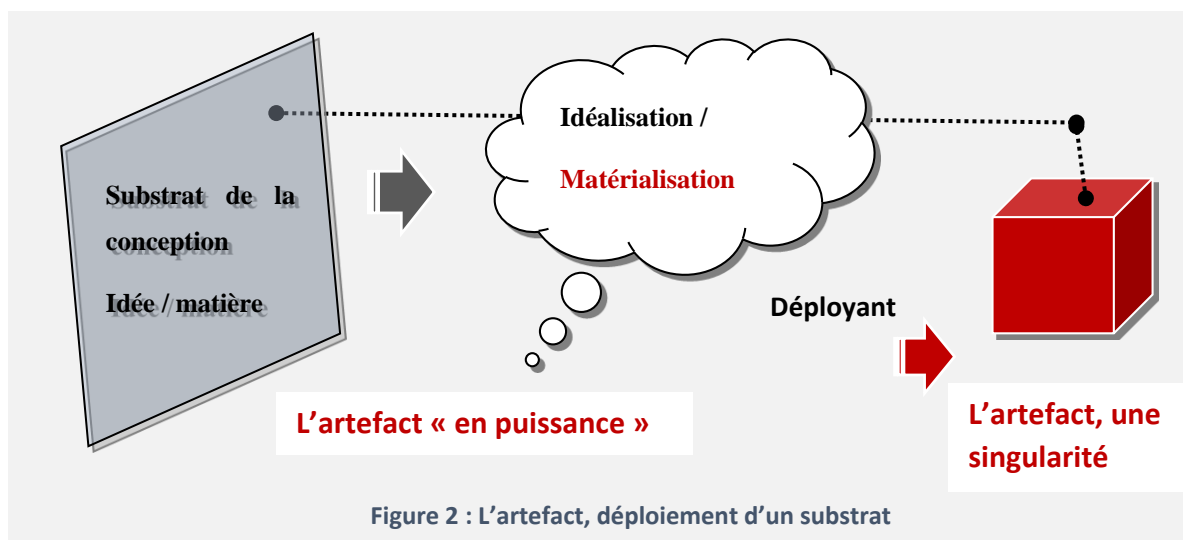 Substrat de la
conception
Idée / matière
Idéalisation /
Matérialisation
Déployant
L’artefact « en puissance »
L’artefact, une
singularité
Figure 2 : L’artefact, déploiement d’un substrat